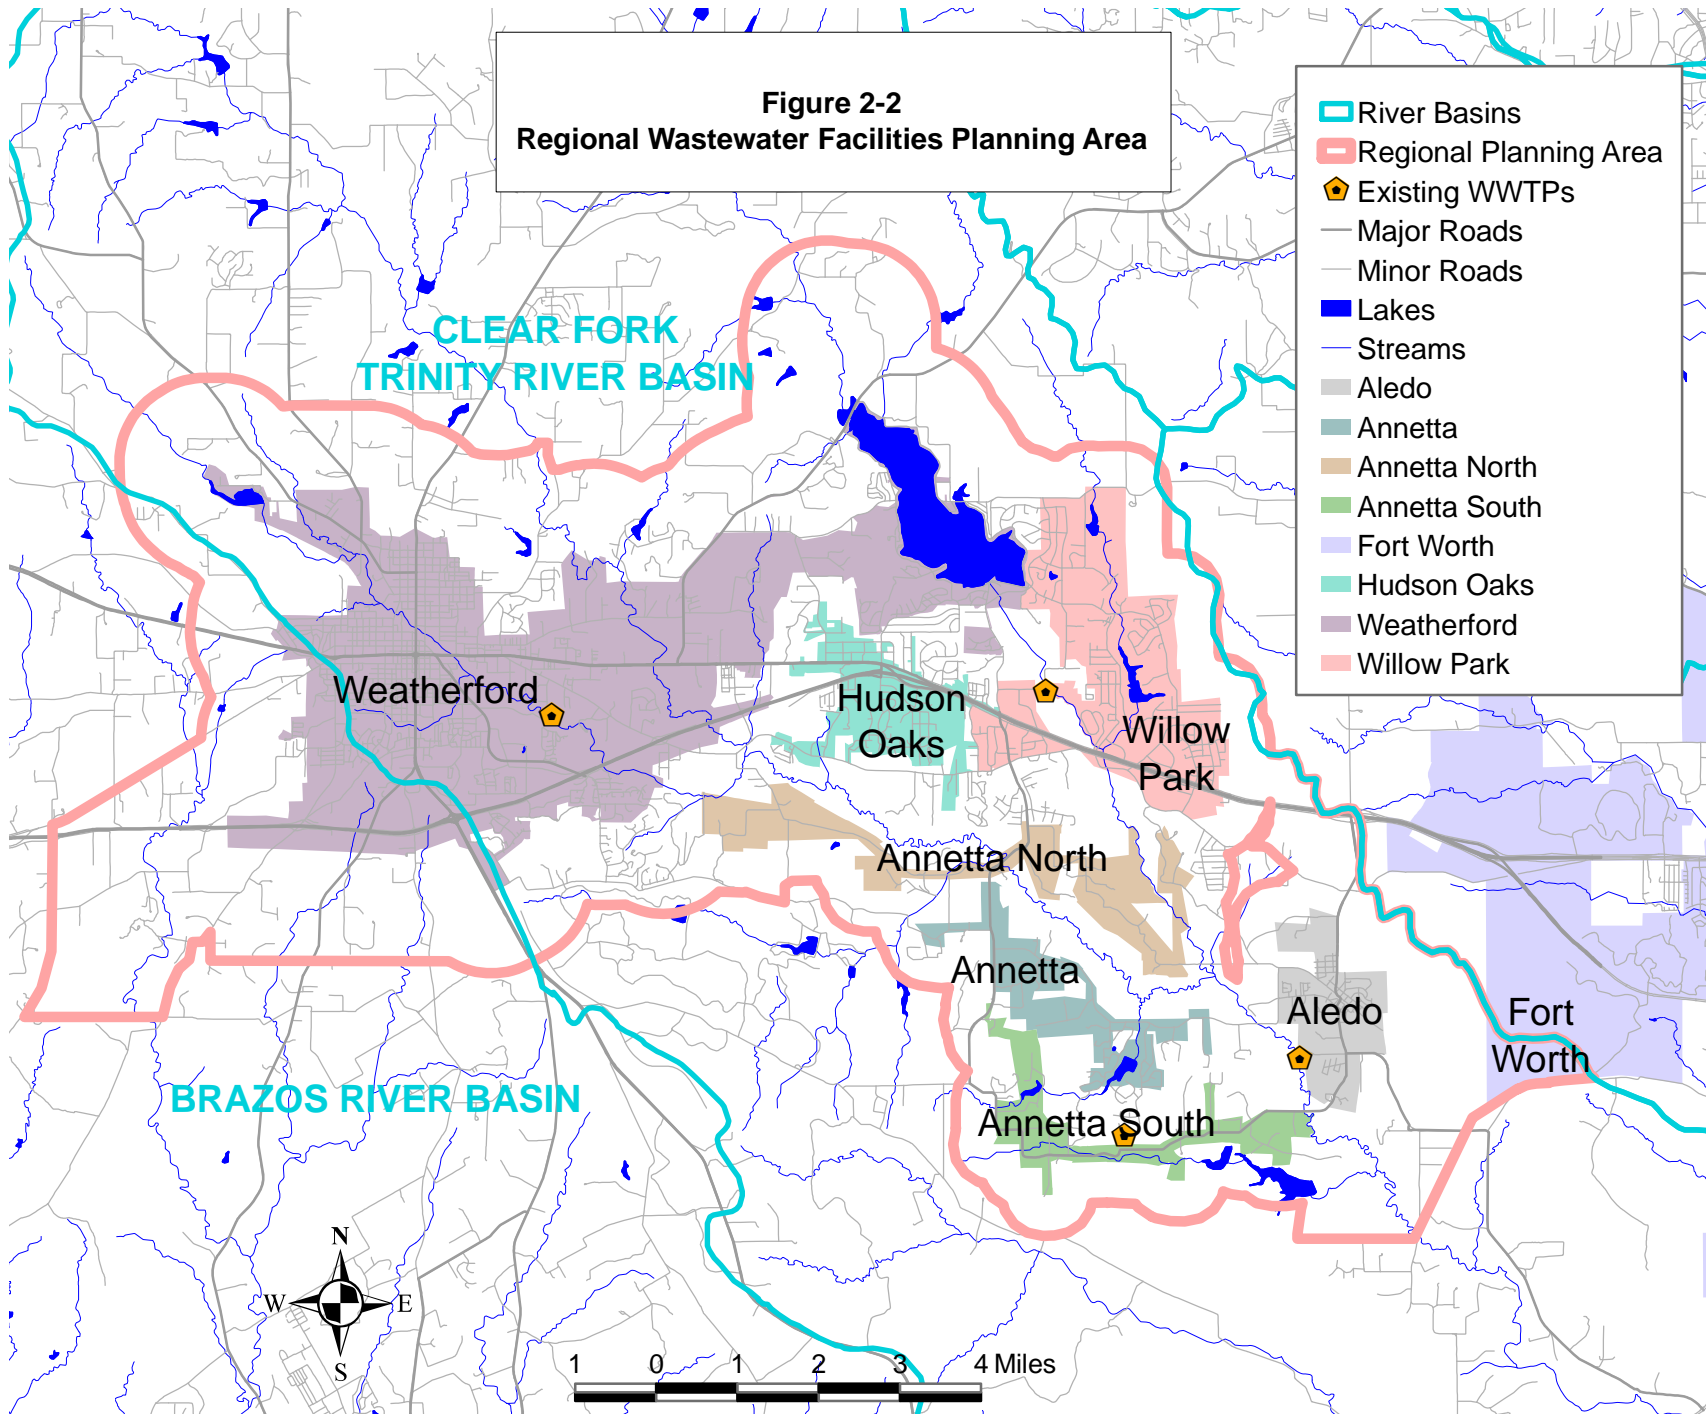 Figure 2-2
Regional Wastewater Facilities Planning Area
River Basins
Regional Planning Area
Existing WWTPs
Major Roads
Minor Roads
Lakes
Streams
Aledo
Annetta
Annetta North
Annetta South
Fort Worth
Hudson Oaks
Weatherford
Willow Park
CLEAR FORK
TRINITY RIVER BASIN
Weatherford
Hudson
Oaks
Willow
Park
Annetta North
Annetta
Aledo
Fort
Worth
BRAZOS RIVER BASIN
Annetta South
N
W E
S
1 0 1 2 3 4 Miles